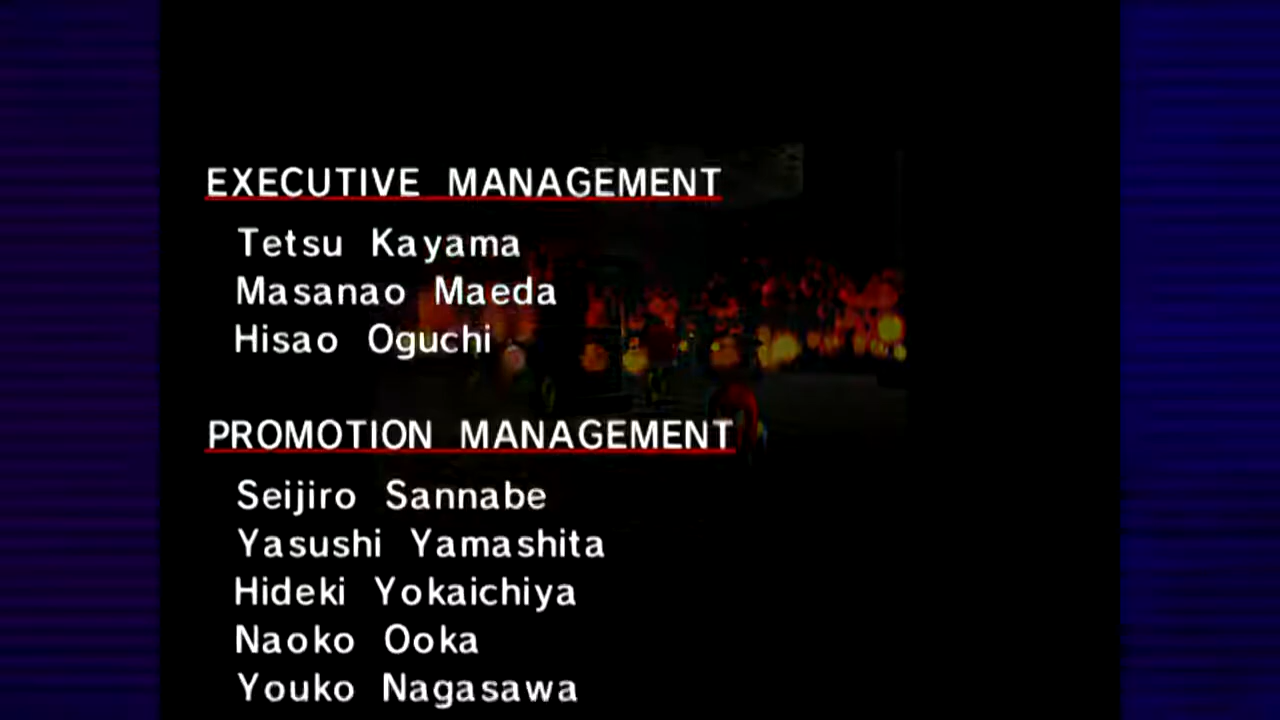 EXECUTIVE MANAGEMENT
Tetsu Kayama
Masanao Maeda
Hisao Oguchi
PROMOTION MANAGEMENT
Seijiro Sannabe
Yasushi Yamashita
Hideki Yokaichiya
Naoko Ooka
Youko Nagasawa